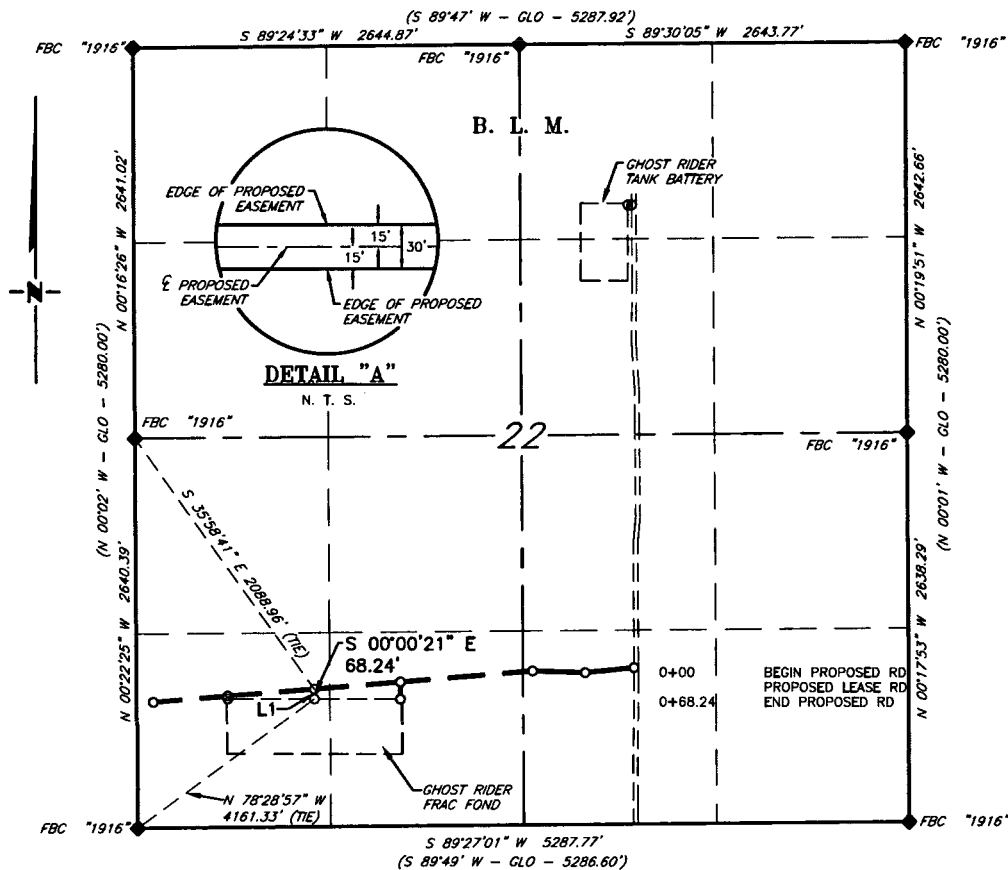 (S 89°47' W - GLO - 5287.92')
S 89°24'33" W 2644.87'
S 89°30'05" W 2643.77'
FBC "1916"
FBC "1916"
FBC "1916"
B. L. M.
GHOST RIDER
TANK BATTERY
EDGE OF PROPOSED
EASEMENT
15'
30'
15'
℄ PROPOSED
EASEMENT
EDGE OF PROPOSED
EASEMENT
DETAIL "A"
N. T. S.
N 00°16'26" W 2641.02'
N 00°19'51" W 2642.66'
N
(N 00°02' W - GLO - 5280.00')
(N 00°01' W - GLO - 5280.00')
FBC "1916"
22
FBC "1916"
S 35°58'41" E 2088.96' (TIE)
N 00°22'25" W 2640.39'
N 00°17'53" W 2638.29'
S 00°00'21" E
68.24'
L1
0+00 BEGIN PROPOSED RD
PROPOSED LEASE RD
0+68.24 END PROPOSED RD
GHOST RIDER
FRAC FOND
N 78°28'57" W
4161.33' (TIE)
FBC "1916"
FBC "1916"
S 89°27'01" W 5287.77'
(S 89°49' W - GLO - 5286.60')